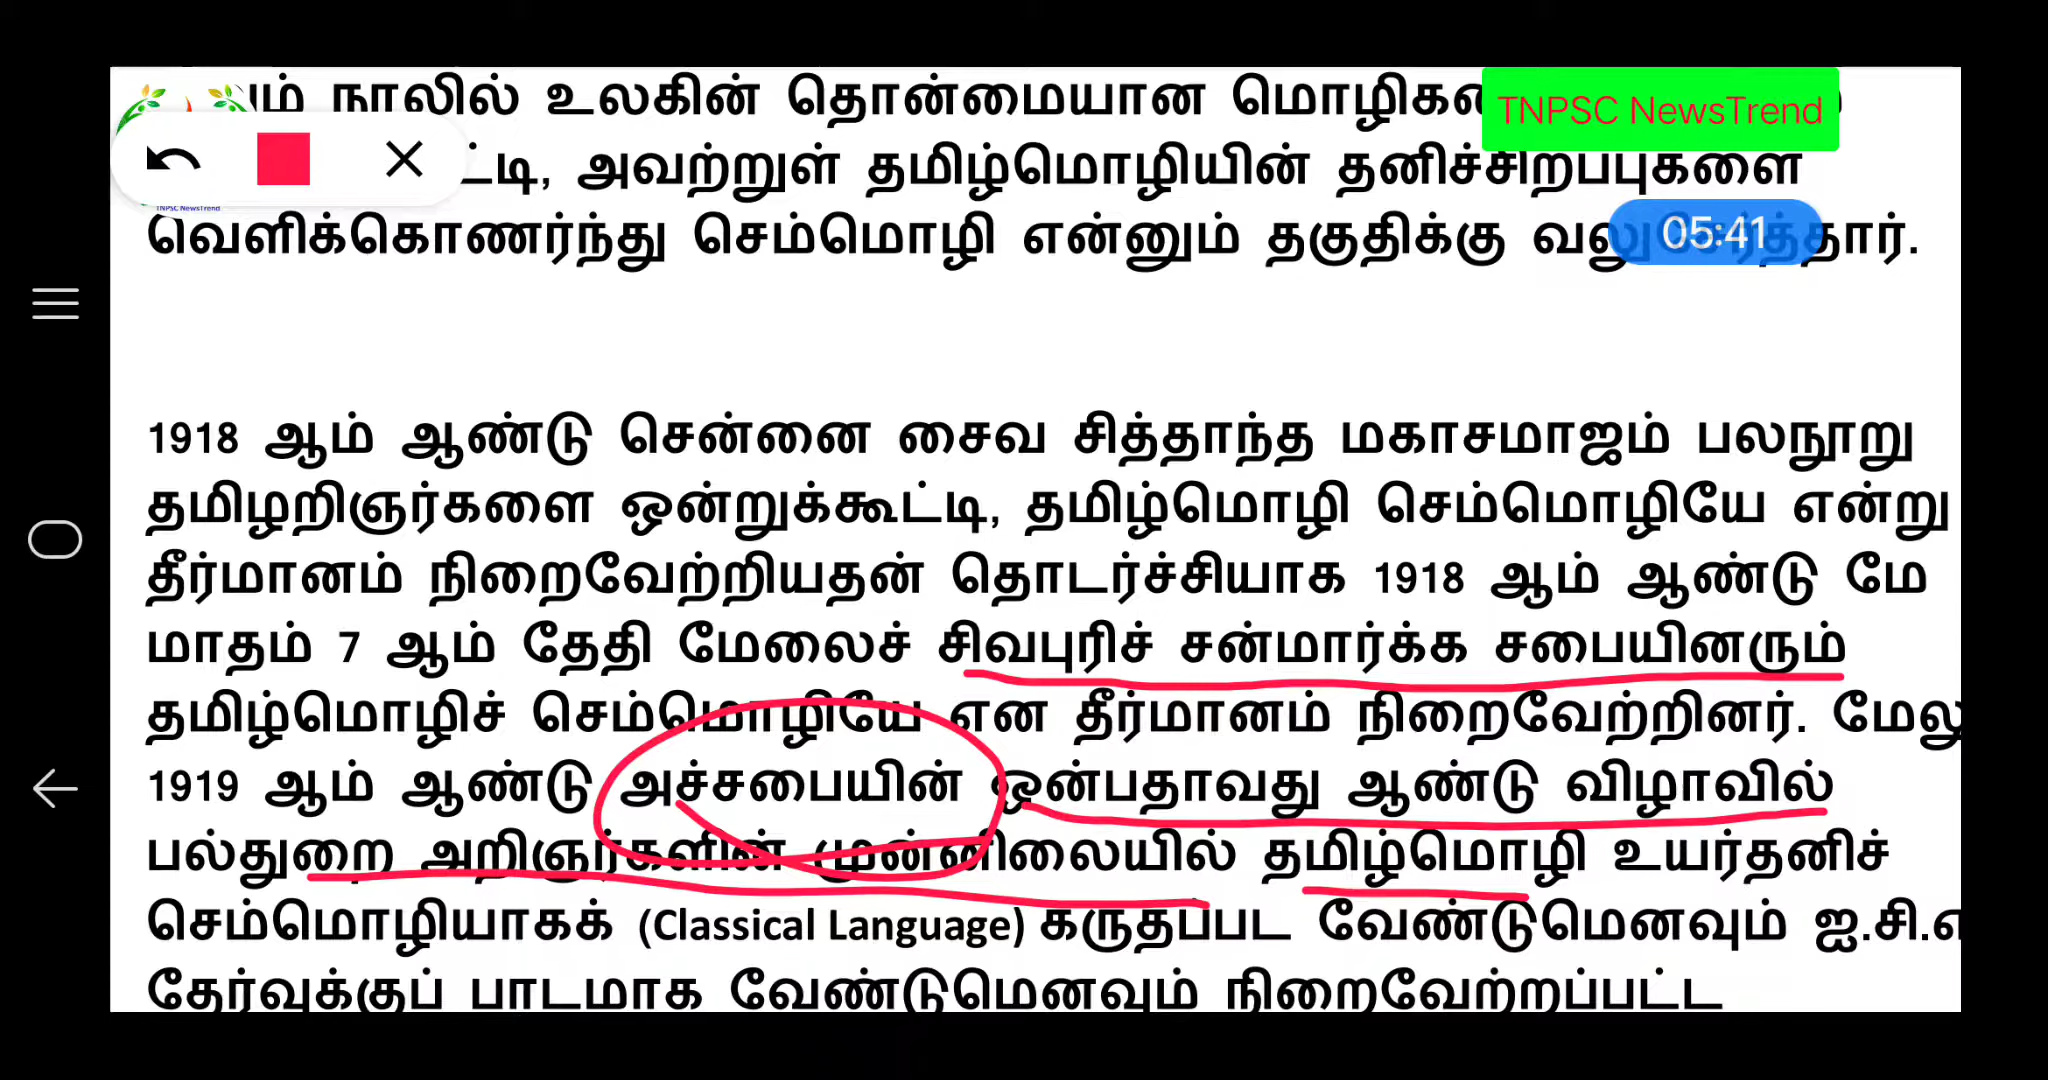 நாலில் உலகின் தொன்மையான
TNPSC NewsTrend
அவற்றுள் தமிழ்மொழியின் தனிச்சிறப்புகளை
TNPSC NewsTrend
வெளிக்கொணர்ந்து செம்மொழி என்னும் தகுதிக்கு
05:41
1918 ஆம் ஆண்டு சென்னை சைவ சித்தாந்த மகாசமாஜம் பலநூறு
தமிழறிஞர்களை ஒன்றுக்கூட்டி, தமிழ்மொழி செம்மொழியே என்று
தீர்மானம் நிறைவேற்றியதன் தொடர்ச்சியாக 1918 ஆம் ஆண்டு மே
மாதம் 7 ஆம் தேதி மேலைச் சிவபுரிச் சன்மார்க்க சபையினரும்
தமிழ்மொழிச் செம்மொழியே என தீர்மானம் நிறைவேற்றினர்.
1919 ஆம் ஆண்டு அச்சபையின் ஒன்பதாவது ஆண்டு விழாவில்
பல்துறை அறிஞர்களின் முன்னிலையில் தமிழ்மொழி உயர்தனிச்
செம்மொழியாகக் (Classical Language) கருதப்பட வேண்டுமெனவும்
தேர்வுக்குப் பாடமாக வேண்டுமெனவும் நிறைவேற்றப்பட்ட